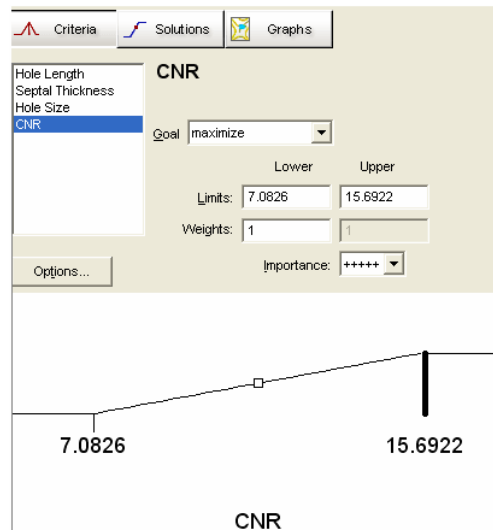 Criteria Solutions Graphs
Hole Length
Septal Thickness
Hole Size
CNR
CNR
Goal maximize
Lower Upper
Limits: 7.0826 15.6922
Weights: 1 1
Importance: +++++
Options...
7.0826 15.6922
CNR